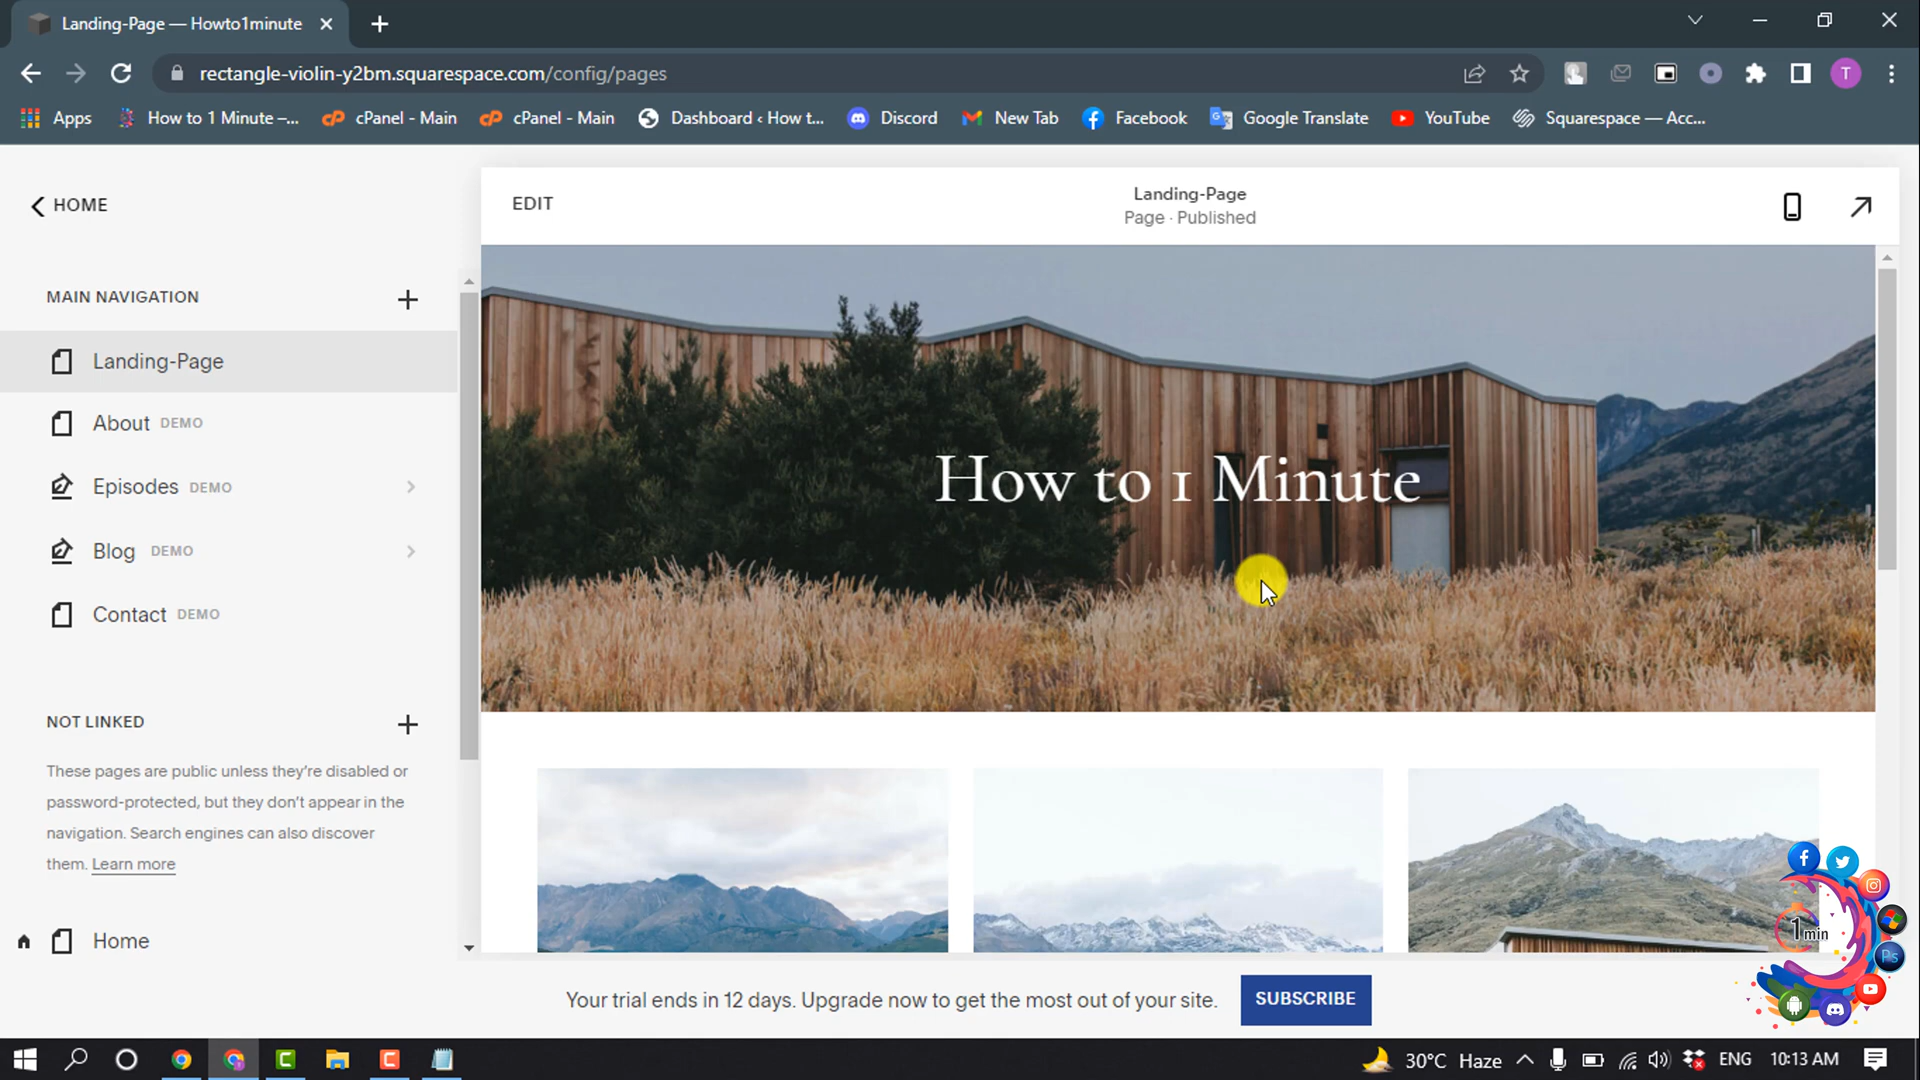 Landing-Page — Howto1minute
rectangle-violin-y2bm.squarespace.com/config/pages
T
Apps
How to 1 Minute –...
cPanel - Main
cPanel - Main
Dashboard ‹ How t...
Discord
New Tab
Facebook
Google Translate
YouTube
Squarespace — Acc...
HOME
EDIT
Landing-Page
Page · Published
MAIN NAVIGATION
Landing-Page
About DEMO
Episodes DEMO
Blog DEMO
Contact DEMO
How to 1 Minute
NOT LINKED
These pages are public unless they’re disabled or
password-protected, but they don’t appear in the
navigation. Search engines can also discover
them. Learn more
Home
Your trial ends in 12 days. Upgrade now to get the most out of your site.
SUBSCRIBE
1 min
Ps
30°C Haze
ENG
10:13 AM